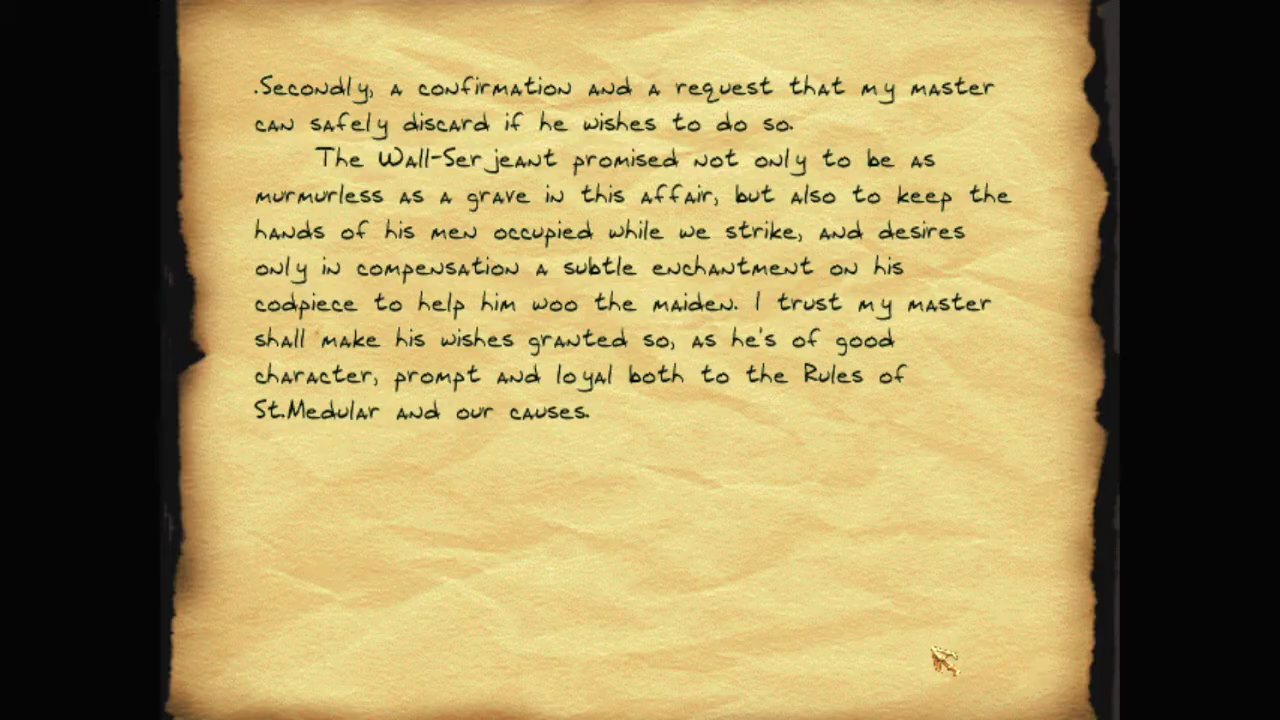 .Secondly, a confirmation and a request that my master
can safely discard if he wishes to do so.
The Wall-Serjeant promised not only to be as
murmurless as a grave in this affair, but also to keep the
hands of his men occupied while we strike, and desires
only in compensation a subtle enchantment on his
codpiece to help him woo the maiden. I trust my master
shall make his wishes granted so, as he's of good
character, prompt and loyal both to the Rules of
St.Medular and our causes.